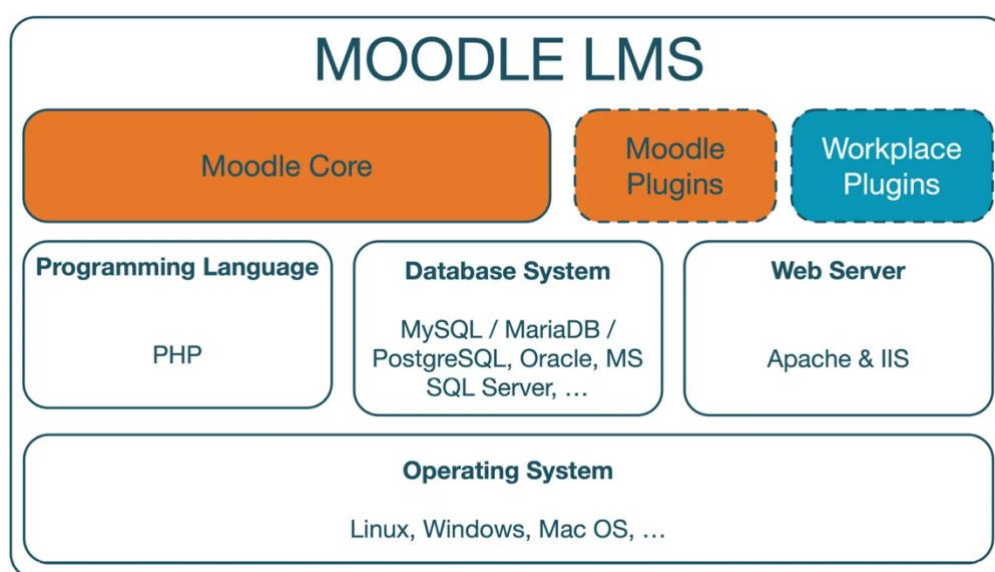 MOODLE LMS
Moodle Core
Moodle
Plugins
Workplace
Plugins
Programming Language
PHP
Database System
MySQL / MariaDB /
PostgreSQL, Oracle, MS
SQL Server, …
Web Server
Apache & IIS
Operating System
Linux, Windows, Mac OS, …